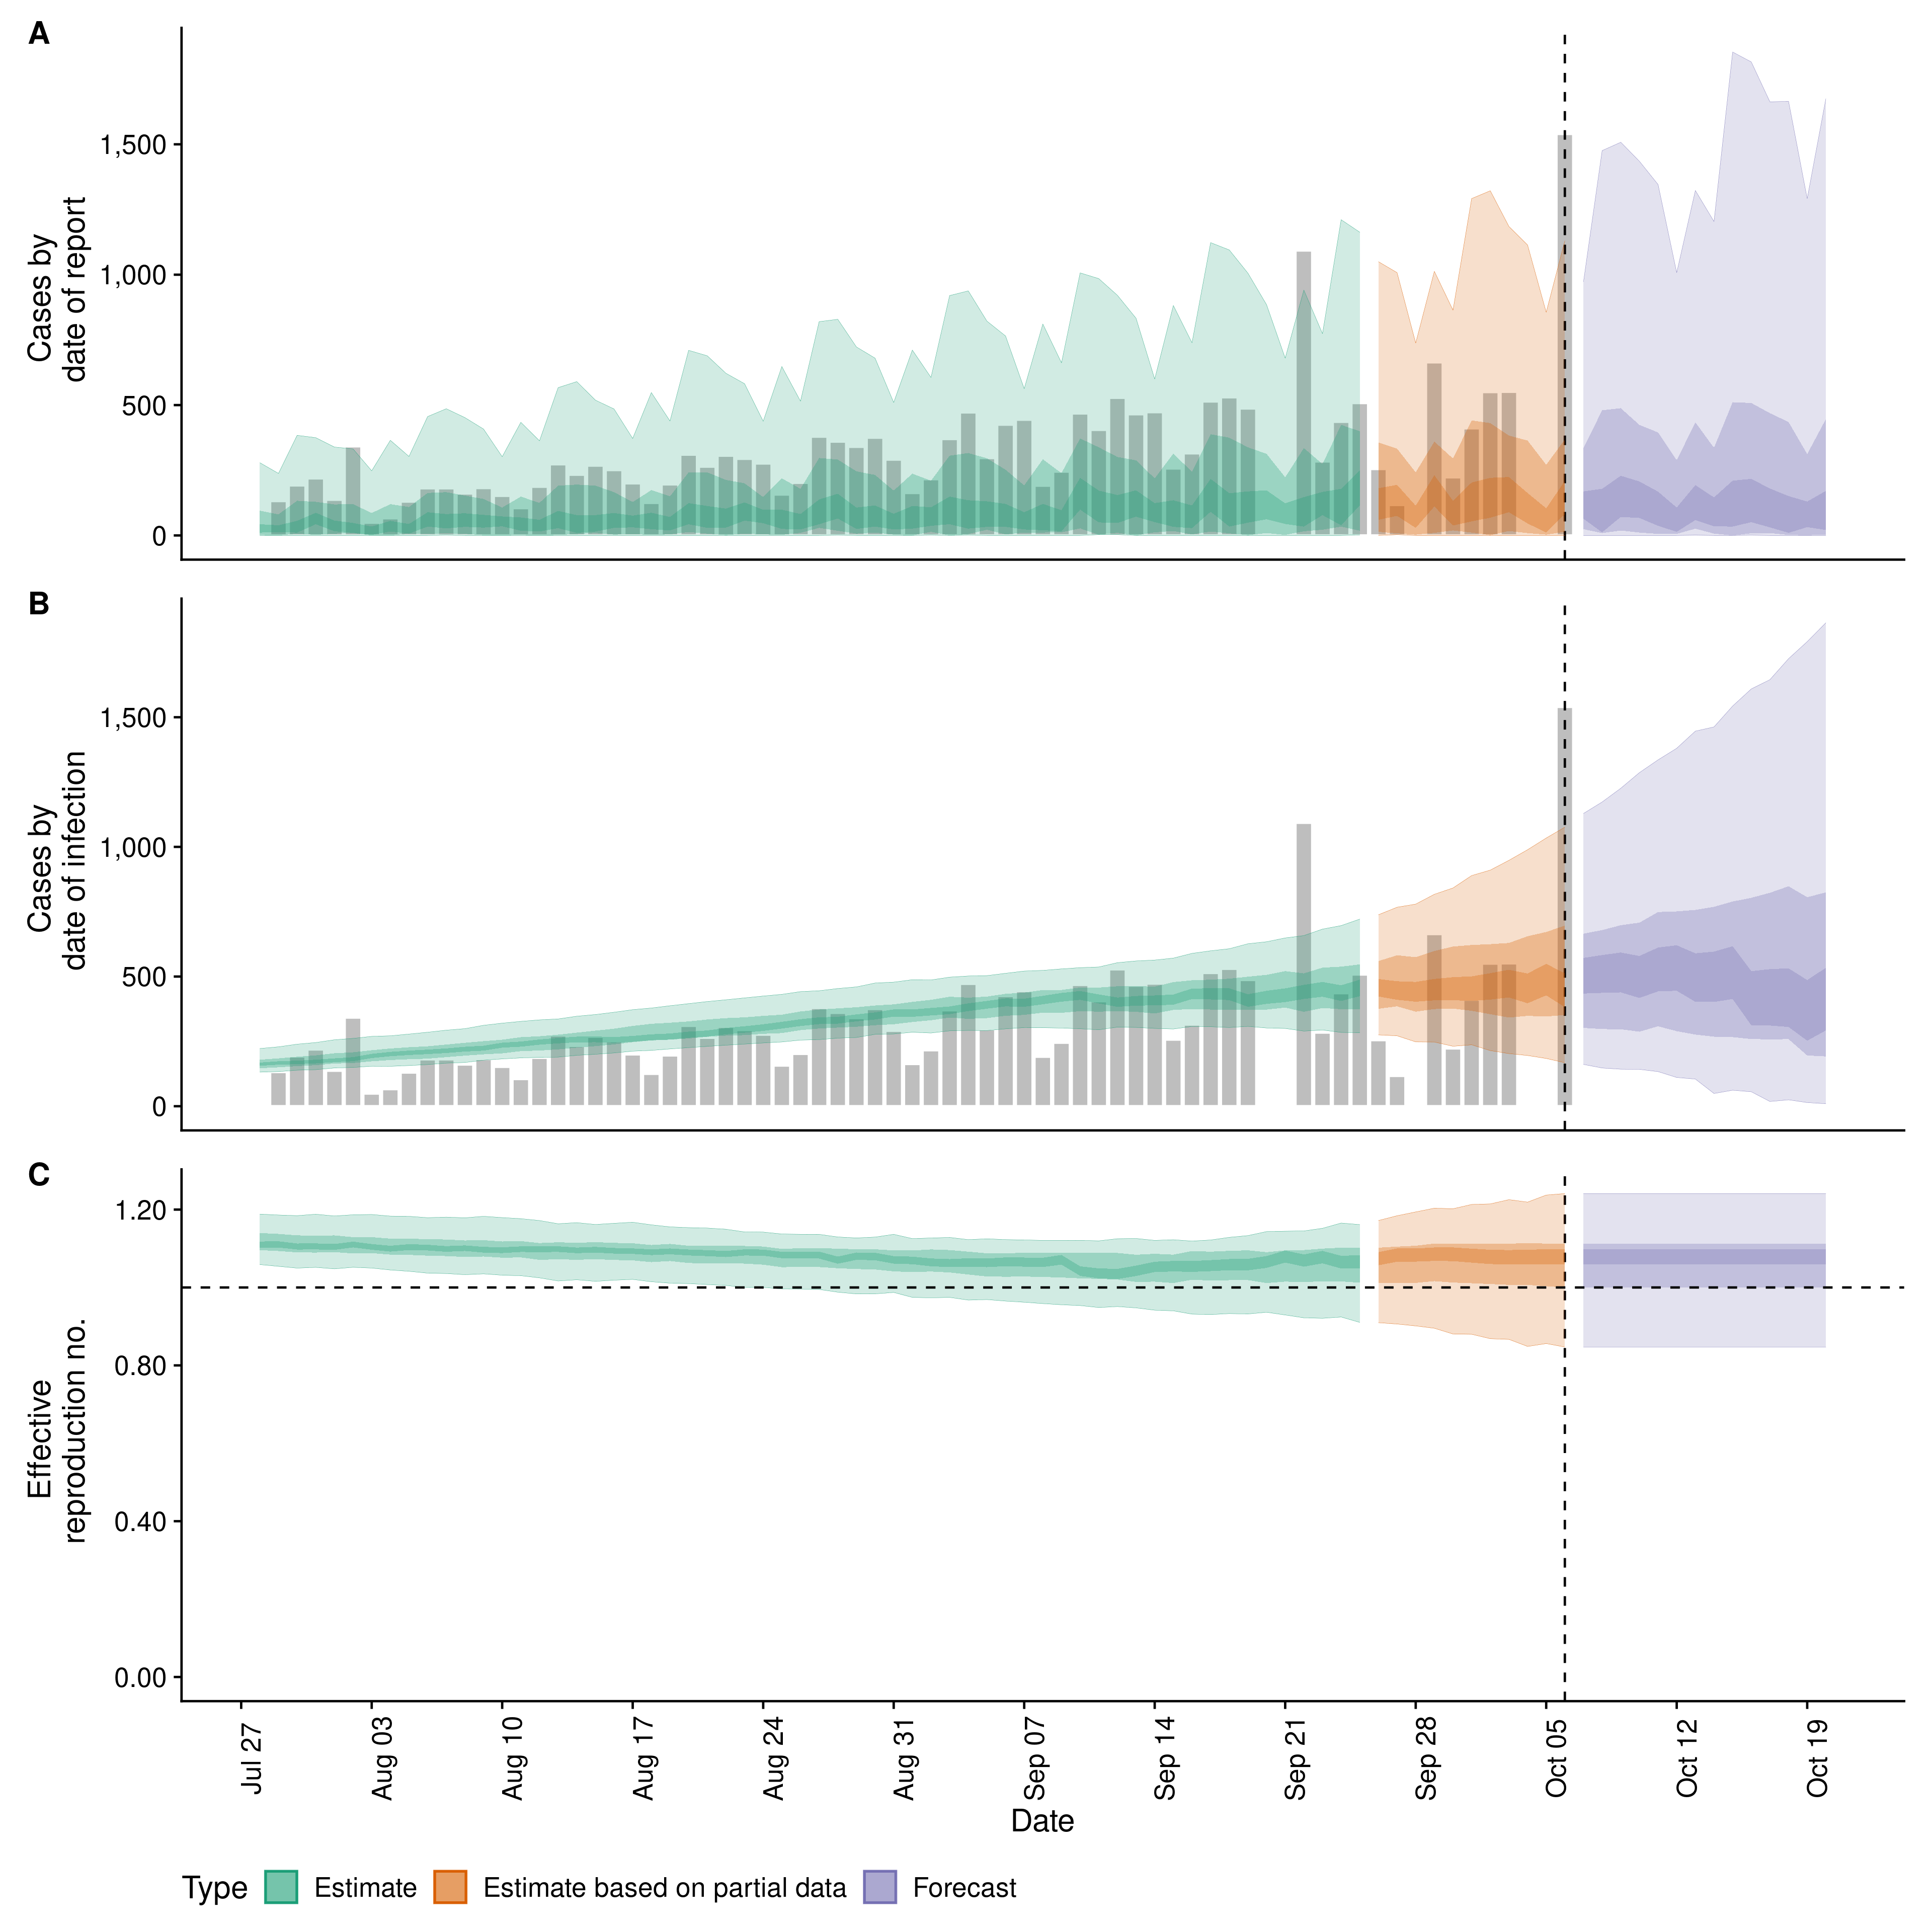 A
Cases by
date of report
1,500
1,000
500
0
B
Cases by
date of infection
1,500
1,000
500
0
C
Effective
reproduction no.
1.20
0.80
0.40
0.00
Jul 27
Aug 03
Aug 10
Aug 17
Aug 24
Aug 31
Sep 07
Sep 14
Sep 21
Sep 28
Oct 05
Oct 12
Oct 19
Date
Type Estimate Estimate based on partial data Forecast